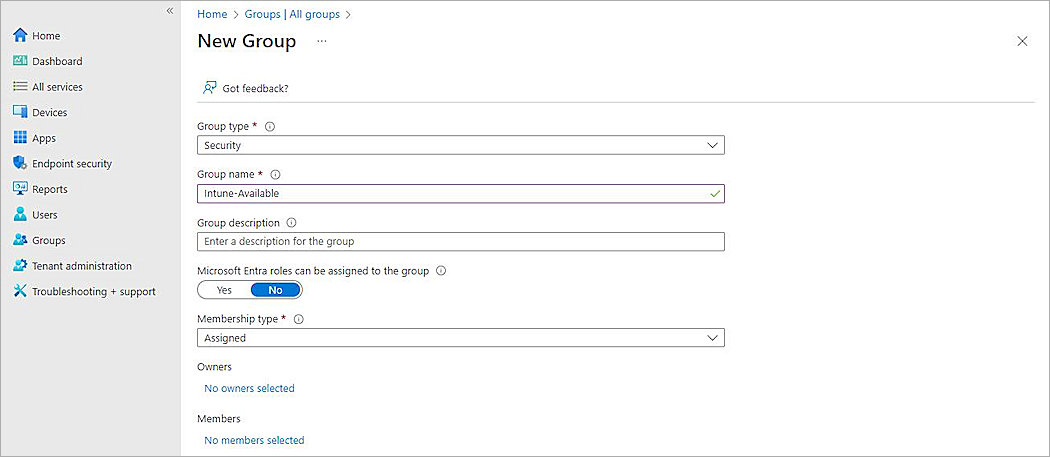 «
Home
Dashboard
All services
Devices
Apps
Endpoint security
Reports
Users
Groups
Tenant administration
Troubleshooting + support
Home > Groups | All groups >
New Group ...
Got feedback?
Group type *
Security
Group name *
Intune-Available
Group description
Enter a description for the group
Microsoft Entra roles can be assigned to the group
Yes No
Membership type *
Assigned
Owners
No owners selected
Members
No members selected